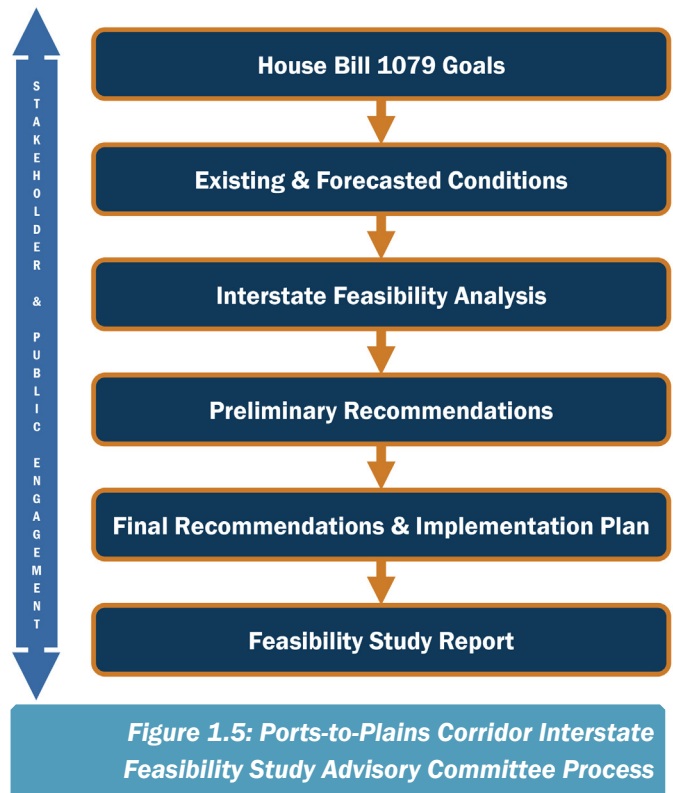 STAKEHOLDER & PUBLIC ENGAGEMENT
House Bill 1079 Goals
Existing & Forecasted Conditions
Interstate Feasibility Analysis
Preliminary Recommendations
Final Recommendations & Implementation Plan
Feasibility Study Report
Figure 1.5: Ports-to-Plains Corridor Interstate
Feasibility Study Advisory Committee Process